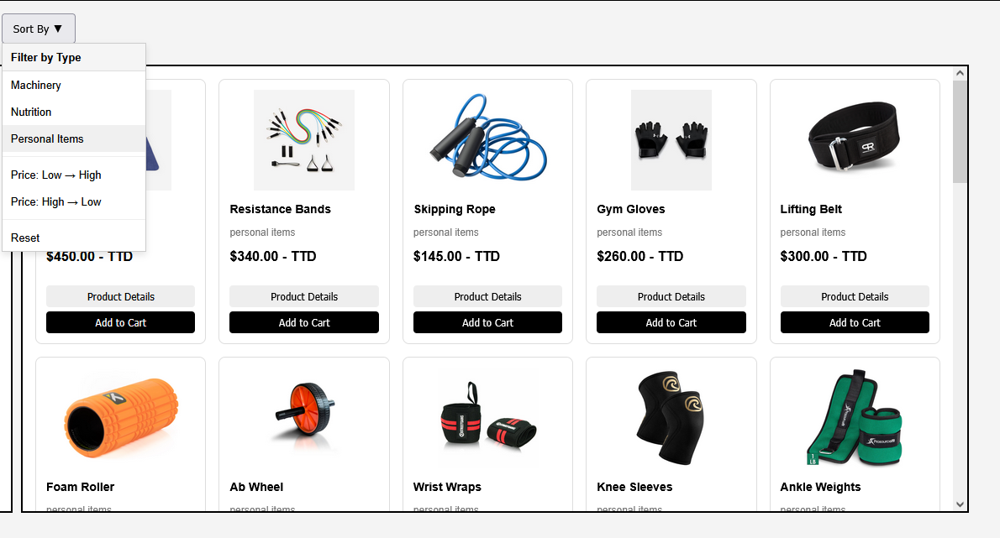 Sort By ▼
Filter by Type
Machinery
Nutrition
Personal Items
Price: Low → High
Price: High → Low
Reset
$450.00 - TTD
Product Details
Add to Cart
Resistance Bands
personal items
$340.00 - TTD
Product Details
Add to Cart
Skipping Rope
personal items
$145.00 - TTD
Product Details
Add to Cart
Gym Gloves
personal items
$260.00 - TTD
Product Details
Add to Cart
PR
Lifting Belt
personal items
$300.00 - TTD
Product Details
Add to Cart
Foam Roller
personal items
Ab Wheel
personal items
Wrist Wraps
personal items
Knee Sleeves
personal items
1
LB
Ankle Weights
personal items